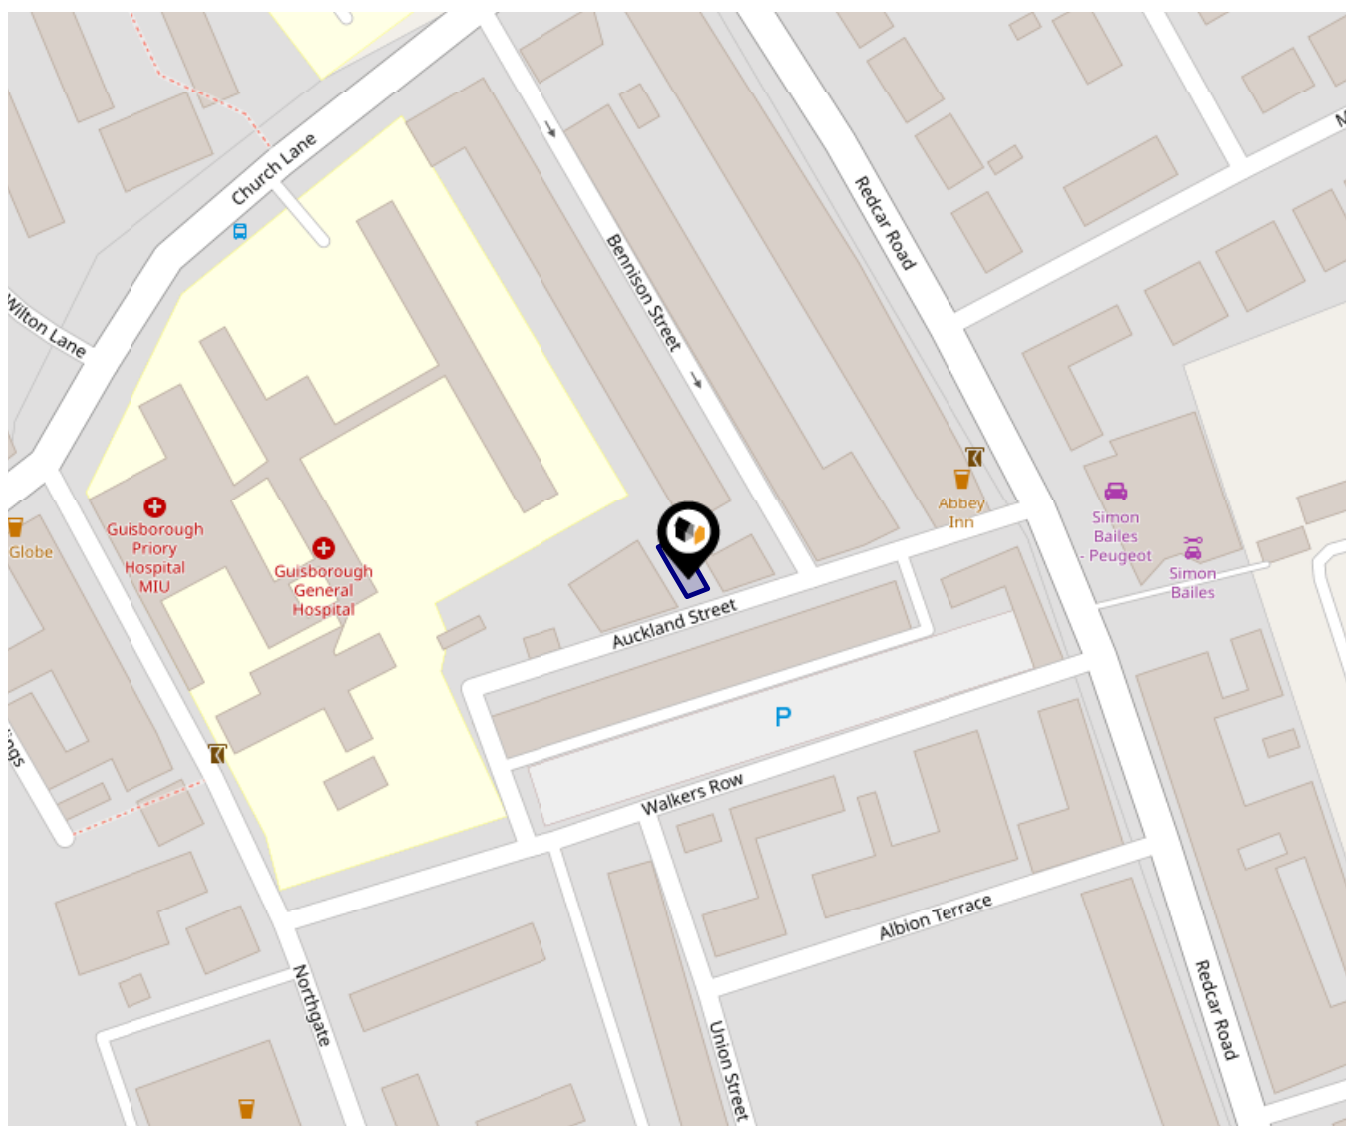 Church Lane
Wilton Lane
Bennison Street
Redcar Road
Abbey
Inn
Simon
Bailes
- Peugeot
Simon
Bailes
Globe
Guisborough
Priory
Hospital
MIU
Guisborough
General
Hospital
Auckland Street
P
Walkers Row
Albion Terrace
Northgate
Union Street
Redcar Road